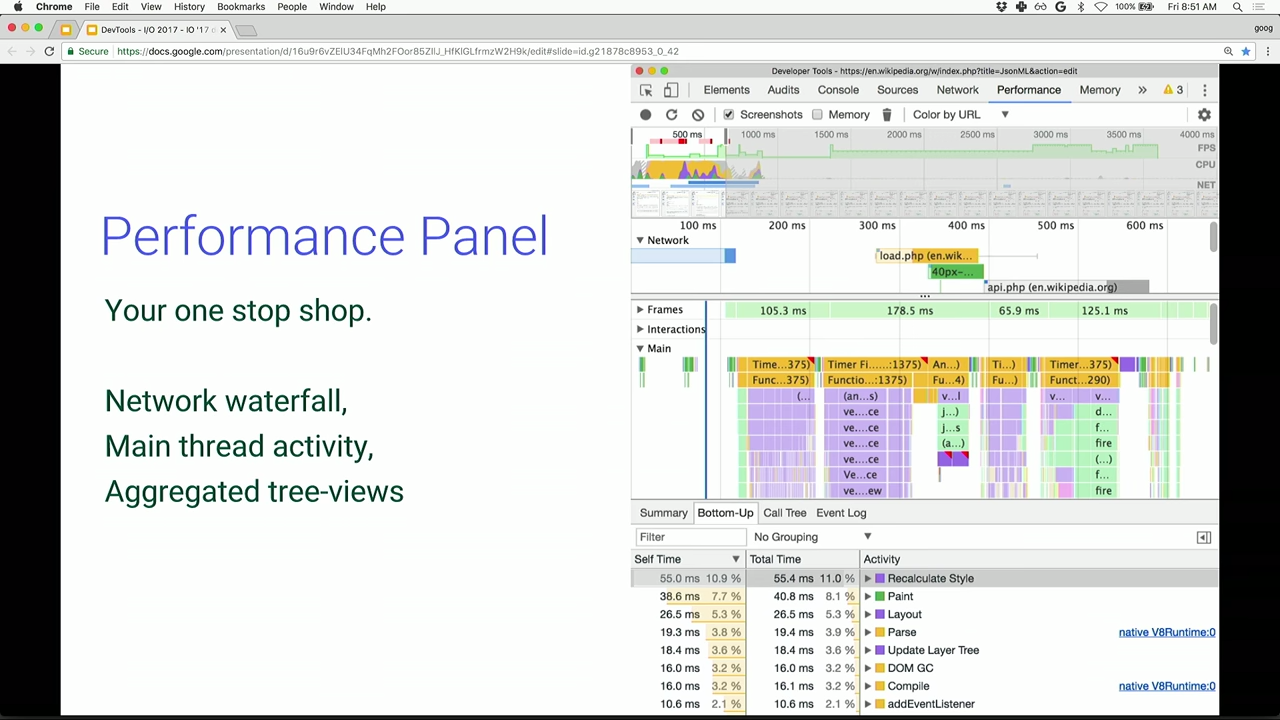 Chrome File Edit View History Bookmarks People Window Help 100% Fri 8:51 AM
DevTools - I/O 2017 - IO '17 d × goog
Secure https://docs.google.com/presentation/d/16u9r6vZEIU34FqMh2FOor85ZIlJ_HfKlGLfrmzW2H9k/edit#slide=id.g21878c8953_0_42
Performance Panel
Your one stop shop.
Network waterfall,
Main thread activity,
Aggregated tree-views
Developer Tools - https://en.wikipedia.org/w/index.php?title=JsonML&action=edit
Elements Audits Console Sources Network Performance Memory » 3
Screenshots Memory Color by URL
500 ms 1000 ms 1500 ms 2000 ms 2500 ms 3000 ms 3500 ms 4000 ms
FPS
CPU
NET
100 ms 200 ms 300 ms 400 ms 500 ms 600 ms
Network
load.php (en.wik...
40px-...
api.php (en.wikipedia.org)
Frames 105.3 ms 178.5 ms 65.9 ms 125.1 ms
Interactions
Main
Time...375) Timer Fi......:1375) An...) Ti...) Timer...375)
Func...375) Functio...:1375) Fu...4) Fu...) Funct...290)
(... (an...s) v...l v... v...
ve....ce j...) d...
ve....ce j...s f...
ve....ce (a...) fire
ve....ce (...)
Ve....ce f...
ve....ew fire
Summary Bottom-Up Call Tree Event Log
Filter No Grouping
Self Time Total Time Activity
55.0 ms 10.9 % 55.4 ms 11.0 % Recalculate Style
38.6 ms 7.7 % 40.8 ms 8.1 % Paint
26.5 ms 5.3 % 26.5 ms 5.3 % Layout
19.3 ms 3.8 % 19.4 ms 3.9 % Parse native V8Runtime:0
18.4 ms 3.6 % 18.4 ms 3.6 % Update Layer Tree
16.0 ms 3.2 % 16.0 ms 3.2 % DOM GC
16.0 ms 3.2 % 16.1 ms 3.2 % Compile native V8Runtime:0
10.6 ms 2.1 % 10.6 ms 2.1 % addEventListener